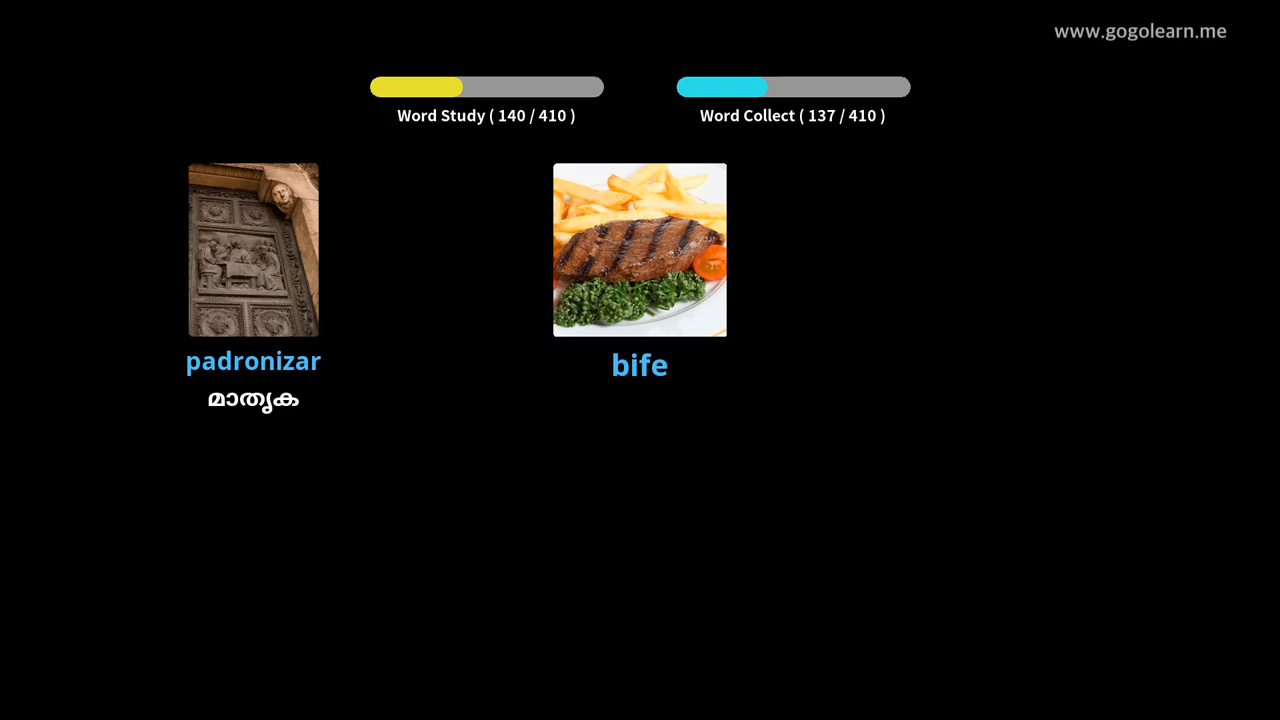 www.gogolearn.me
Word Study ( 140 / 410 )
Word Collect ( 137 / 410 )
padronizar
മാതൃക
bife